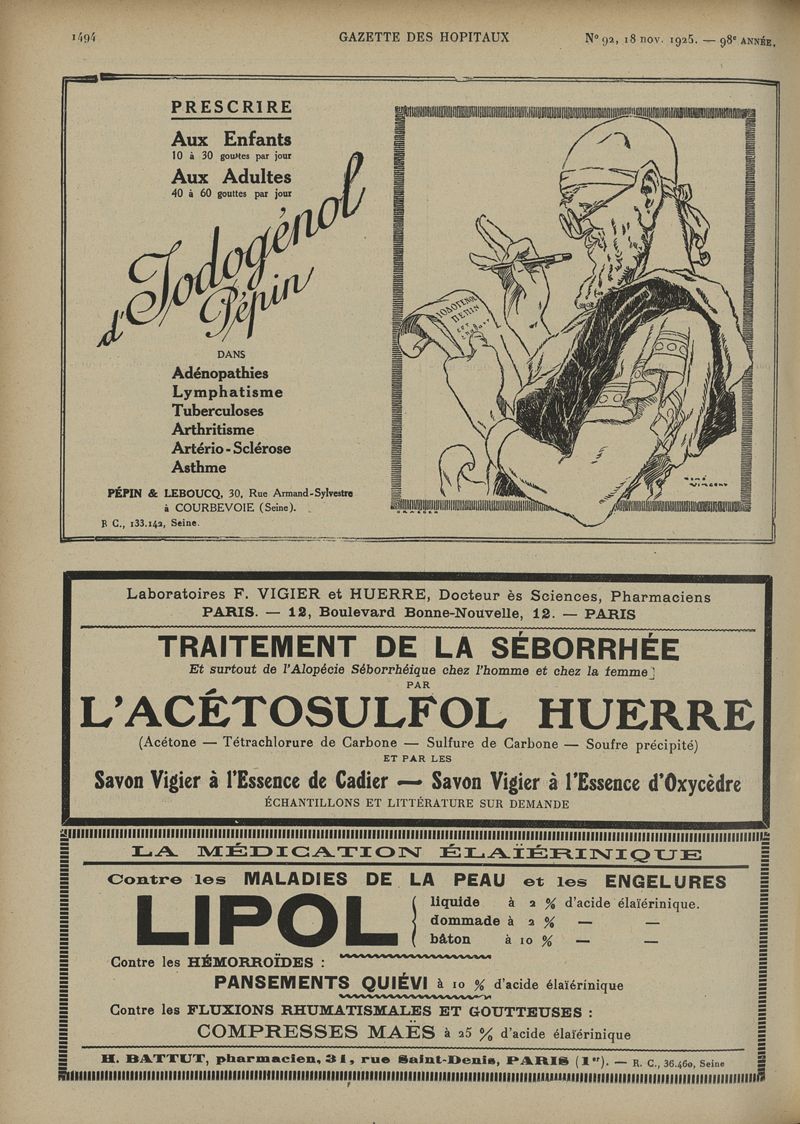 1494 GAZETTE DES HOPITAUX N° 92, 18 nov. 1925. — 98e ANNÉE.
PRESCRIRE
Aux Enfants
10 à 30 gouttes par jour
Aux Adultes
40 à 60 gouttes par jour
d'Iodogénol
Pépin
DANS
Adénopathies
Lymphatisme
Tuberculoses
Arthritisme
Artério-Sclérose
Asthme
PÉPIN & LEBOUCQ, 30, Rue Armand-Sylvestre
à COURBEVOIE (Seine).
R C., 133.142, Seine.
PEPIN
René
Vincent
DRAEGER
Laboratoires F. VIGIER et HUERRE, Docteur ès Sciences, Pharmaciens
PARIS. — 12, Boulevard Bonne-Nouvelle, 12. — PARIS
TRAITEMENT DE LA SÉBORRHÉE
Et surtout de l'Alopécie Séborrhéique chez l'homme et chez la femme]
PAR
L'ACÉTOSULFOL HUERRE
(Acétone — Tétrachlorure de Carbone — Sulfure de Carbone — Soufre précipité)
ET PAR LES
Savon Vigier à l'Essence de Cadier — Savon Vigier à l'Essence d'Oxycèdre
ÉCHANTILLONS ET LITTÉRATURE SUR DEMANDE
LA MÉDICATION ÉLAÏÉRINIQUE
Contre les MALADIES DE LA PEAU et les ENGELURES
LIPOL
liquide à 2 % d'acide élaïérinique.
dommade à 2 % — —
bâton à 10 % — —
Contre les HÉMORROÏDES :
PANSEMENTS QUIÉVI à 10 % d'acide élaïérinique
Contre les FLUXIONS RHUMATISMALES ET GOUTTEUSES :
COMPRESSES MAËS à 25 % d'acide élaïérinique
H. BATTUT, pharmacien, 31, rue Saint-Denis, PARIS (1er). — R. C., 36.460, Seine